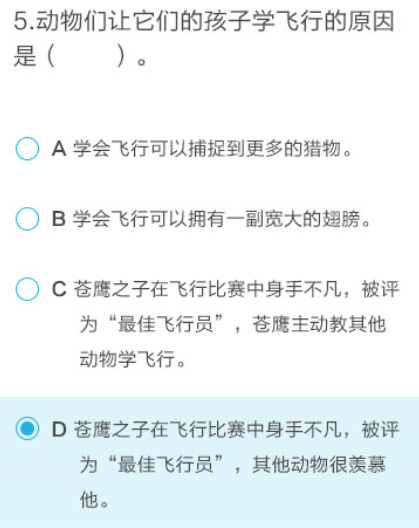 5.动物们让它们的孩子学飞行的原因
是（　　）。
A 学会飞行可以捕捉到更多的猎物。
B 学会飞行可以拥有一副宽大的翅膀。
C 苍鹰之子在飞行比赛中身手不凡，被评
为“最佳飞行员”，苍鹰主动教其他
动物学飞行。
D 苍鹰之子在飞行比赛中身手不凡，被评
为“最佳飞行员”，其他动物很羡慕
他。